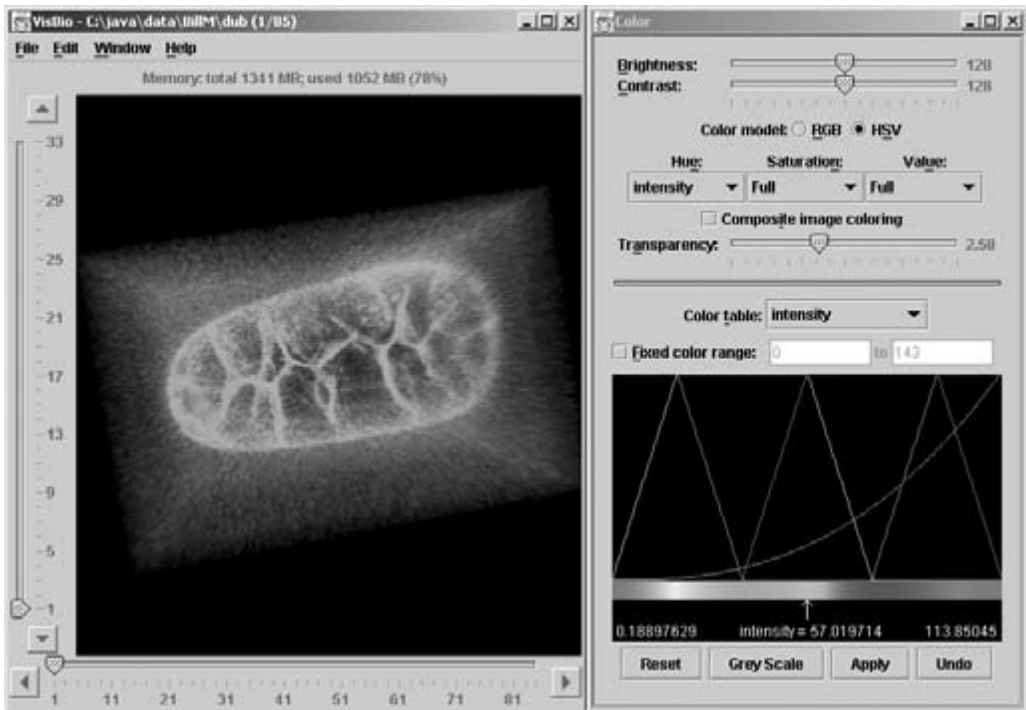 VisBio - C:\java\data\BillM\dub (1/85)
File Edit Window Help
Memory: total 1341 MB; used 1052 MB (78%)
33
29
25
21
17
13
9
5
1
1 11 21 31 41 51 61 71 81
Color
Brightness: 128
Contrast: 128
Color model: RGB HSV
Hue: Saturation: Value:
intensity Full Full
Composite image coloring
Transparency: 2.50
Color table: intensity
Fixed color range: 0 to 143
0.18897629 intensity = 57.019714 113.85045
Reset Grey Scale Apply Undo